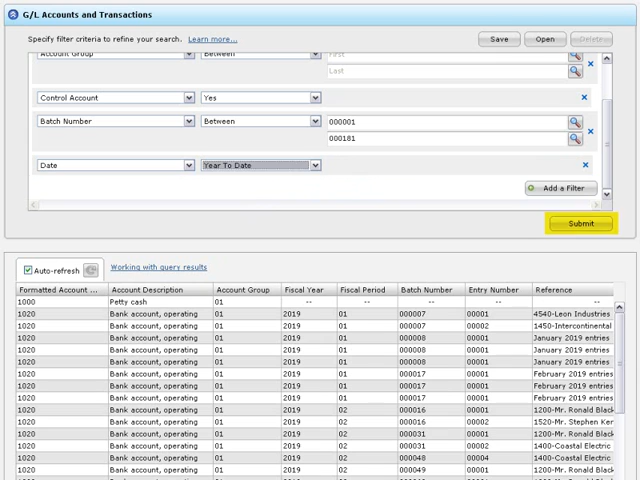 G/L Accounts and Transactions
Specify filter criteria to refine your search. Learn more... Save Open Delete
Account Group Between First
Last
Control Account Yes
Batch Number Between 000001
000181
Date Year To Date
Add a Filter
Submit
Auto-refresh Working with query results
Formatted Account ... Account Description Account Group Fiscal Year Fiscal Period Batch Number Entry Number Reference
1000 Petty cash 01 -- -- -- -- --
1020 Bank account, operating 01 2019 01 000007 00001 4540-Leon Industries
1020 Bank account, operating 01 2019 01 000007 00002 1450-Intercontinental
1020 Bank account, operating 01 2019 01 000008 00001 January 2019 entries
1020 Bank account, operating 01 2019 01 000008 00001 January 2019 entries
1020 Bank account, operating 01 2019 01 000008 00001 January 2019 entries
1020 Bank account, operating 01 2019 01 000017 00001 February 2019 entries
1020 Bank account, operating 01 2019 01 000017 00001 February 2019 entries
1020 Bank account, operating 01 2019 01 000017 00001 February 2019 entries
1020 Bank account, operating 01 2019 02 000016 00001 1200-Mr. Ronald Black
1020 Bank account, operating 01 2019 02 000016 00002 1520-Mr. Stephen Ker
1020 Bank account, operating 01 2019 02 000031 00001 1200-Mr. Ronald Black
1020 Bank account, operating 01 2019 02 000031 00002 1400-Coastal Electric
1020 Bank account, operating 01 2019 02 000048 00004 1400-Coastal Electric
1020 Bank account, operating 01 2019 02 000049 00001 1200-Mr. Ronald Black